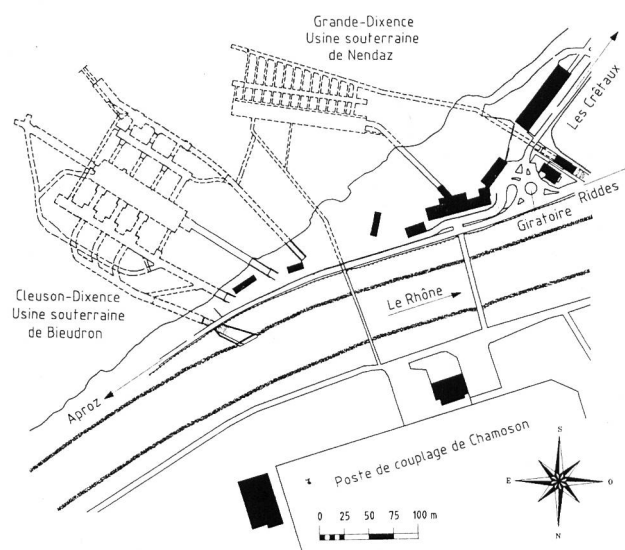 Grande-Dixence
Usine souterraine
de Nendaz
Les Crêtaux
Giratoire Riddes
Cleuson-Dixence
Usine souterraine
de Bieudron
Le Rhône
Aproz
Poste de couplage de Chamoson
S
E
O
N
0 25 50 75 100 m